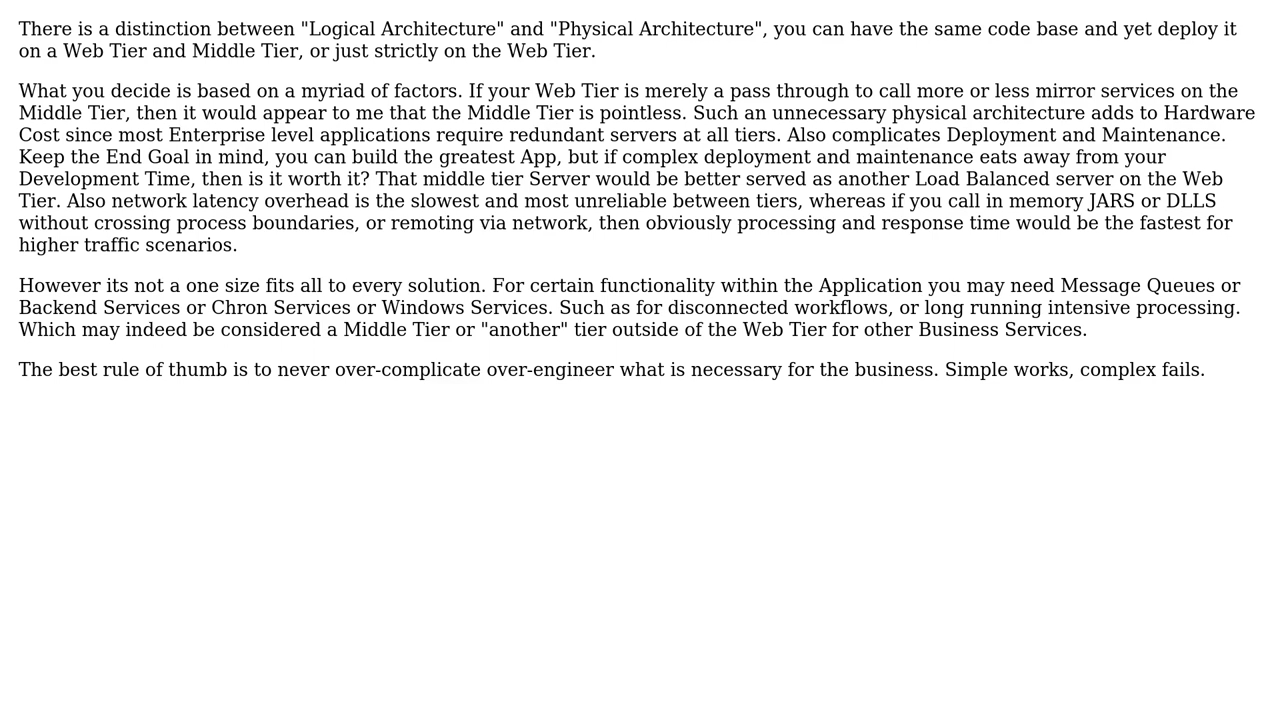 There is a distinction between "Logical Architecture" and "Physical Architecture", you can have the same code base and yet deploy it
on a Web Tier and Middle Tier, or just strictly on the Web Tier.
What you decide is based on a myriad of factors. If your Web Tier is merely a pass through to call more or less mirror services on the
Middle Tier, then it would appear to me that the Middle Tier is pointless. Such an unnecessary physical architecture adds to Hardware
Cost since most Enterprise level applications require redundant servers at all tiers. Also complicates Deployment and Maintenance.
Keep the End Goal in mind, you can build the greatest App, but if complex deployment and maintenance eats away from your
Development Time, then is it worth it? That middle tier Server would be better served as another Load Balanced server on the Web
Tier. Also network latency overhead is the slowest and most unreliable between tiers, whereas if you call in memory JARS or DLLS
without crossing process boundaries, or remoting via network, then obviously processing and response time would be the fastest for
higher traffic scenarios.
However its not a one size fits all to every solution. For certain functionality within the Application you may need Message Queues or
Backend Services or Chron Services or Windows Services. Such as for disconnected workflows, or long running intensive processing.
Which may indeed be considered a Middle Tier or "another" tier outside of the Web Tier for other Business Services.
The best rule of thumb is to never over-complicate over-engineer what is necessary for the business. Simple works, complex fails.